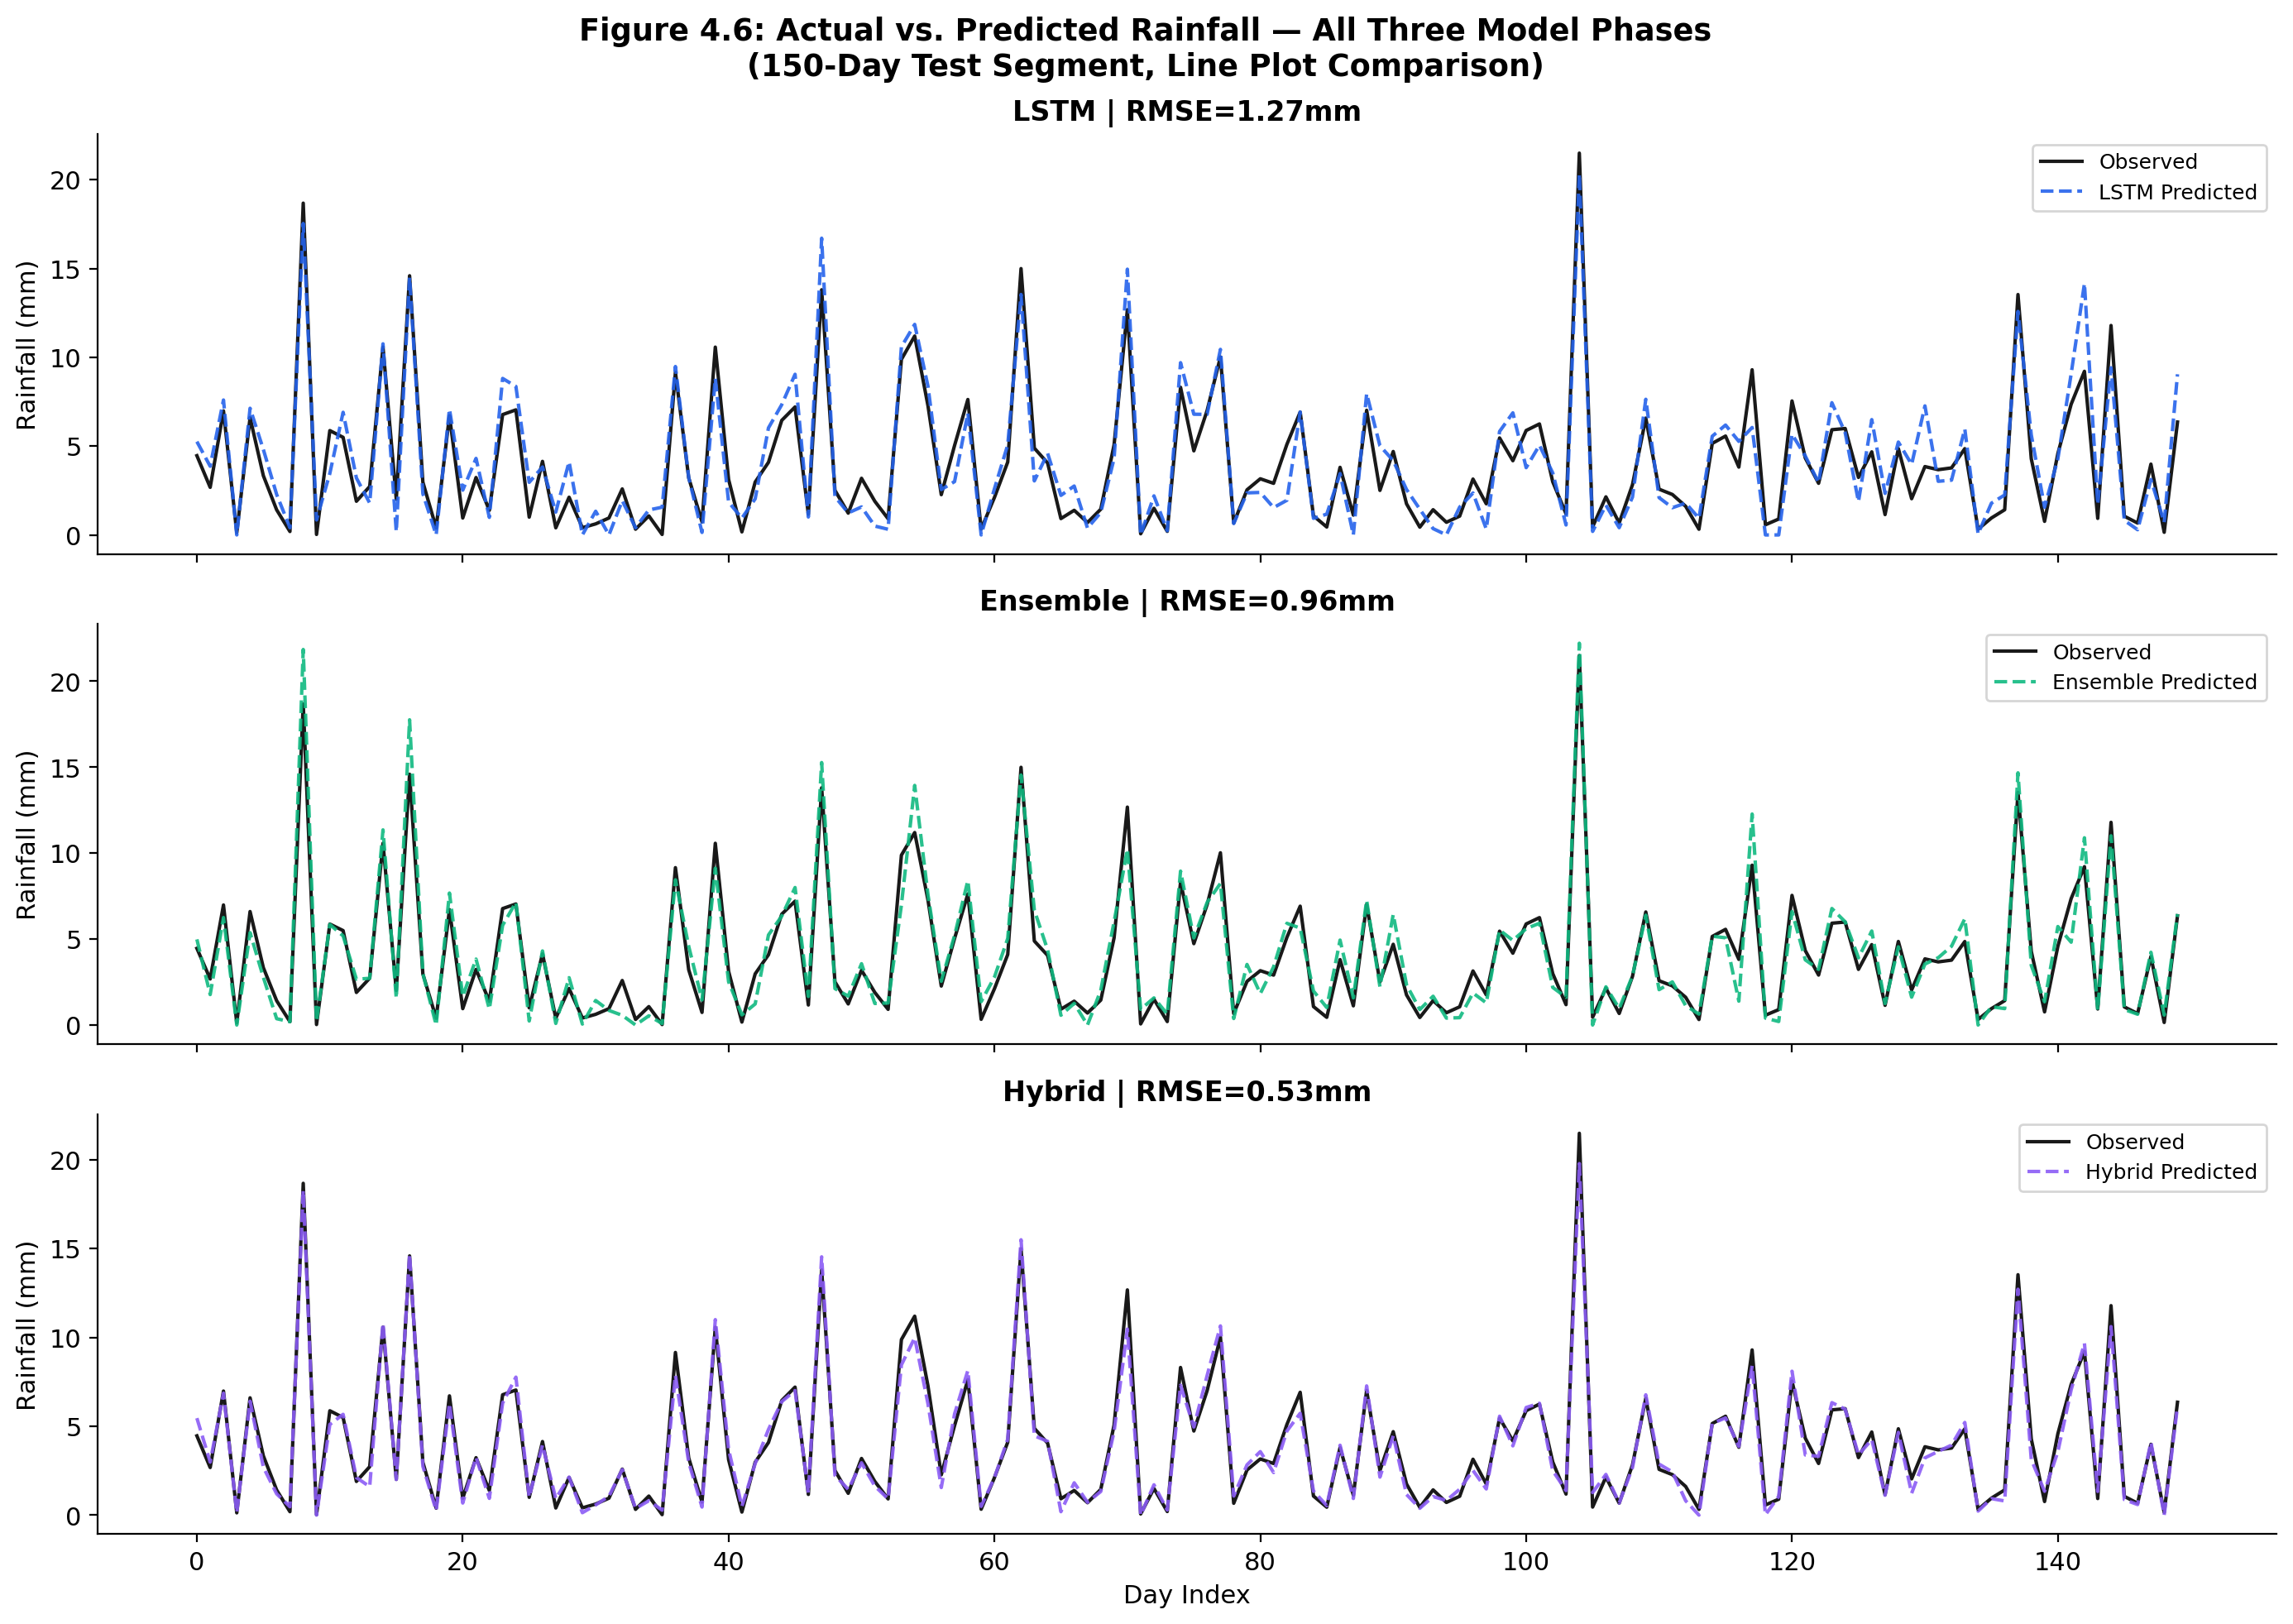 Figure 4.6: Actual vs. Predicted Rainfall — All Three Model Phases
(150-Day Test Segment, Line Plot Comparison)
LSTM | RMSE=1.27mm
Rainfall (mm)
20
15
10
5
0
Observed
LSTM Predicted
Ensemble | RMSE=0.96mm
Rainfall (mm)
20
15
10
5
0
Observed
Ensemble Predicted
Hybrid | RMSE=0.53mm
Rainfall (mm)
20
15
10
5
0
Observed
Hybrid Predicted
0 20 40 60 80 100 120 140
Day Index